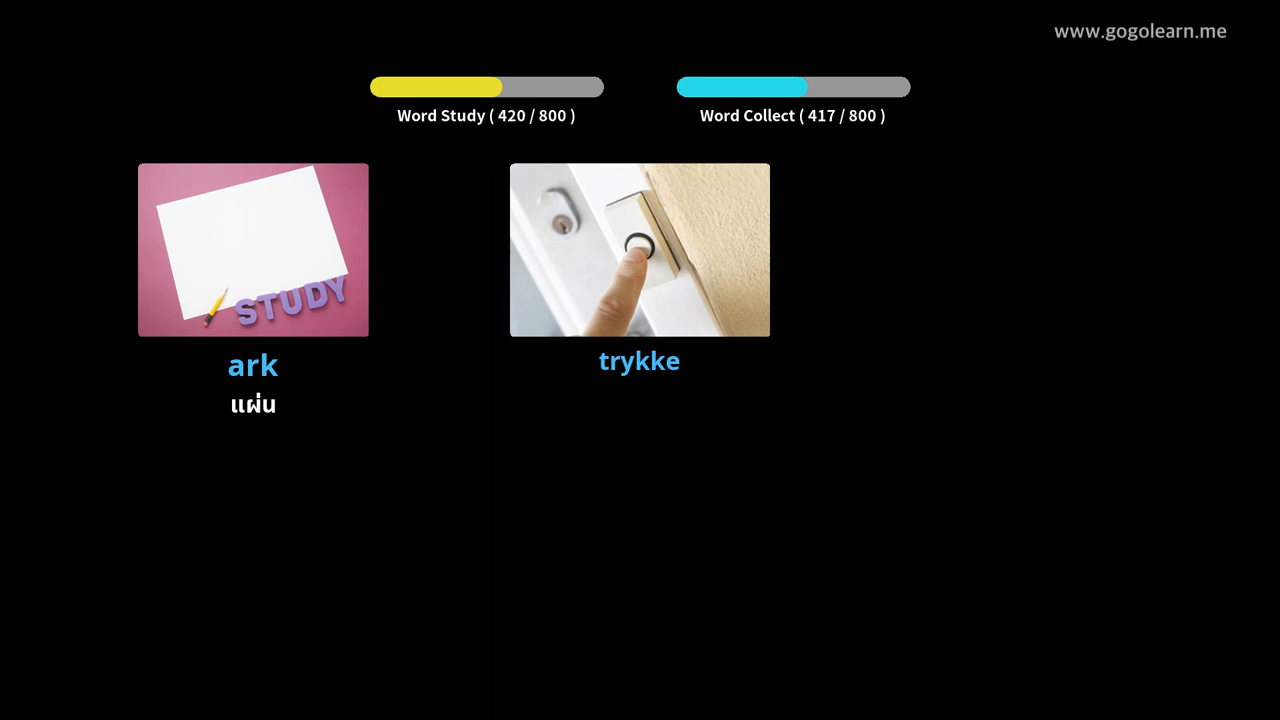 www.gogolearn.me
Word Study ( 420 / 800 )
Word Collect ( 417 / 800 )
STUDY
ark
แผ่น
trykke